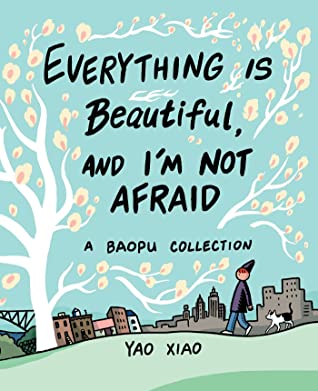 EVERYTHING IS
Beautiful,
AND I'M NOT
AFRAID
A BAOPU COLLECTION
YAO XIAO